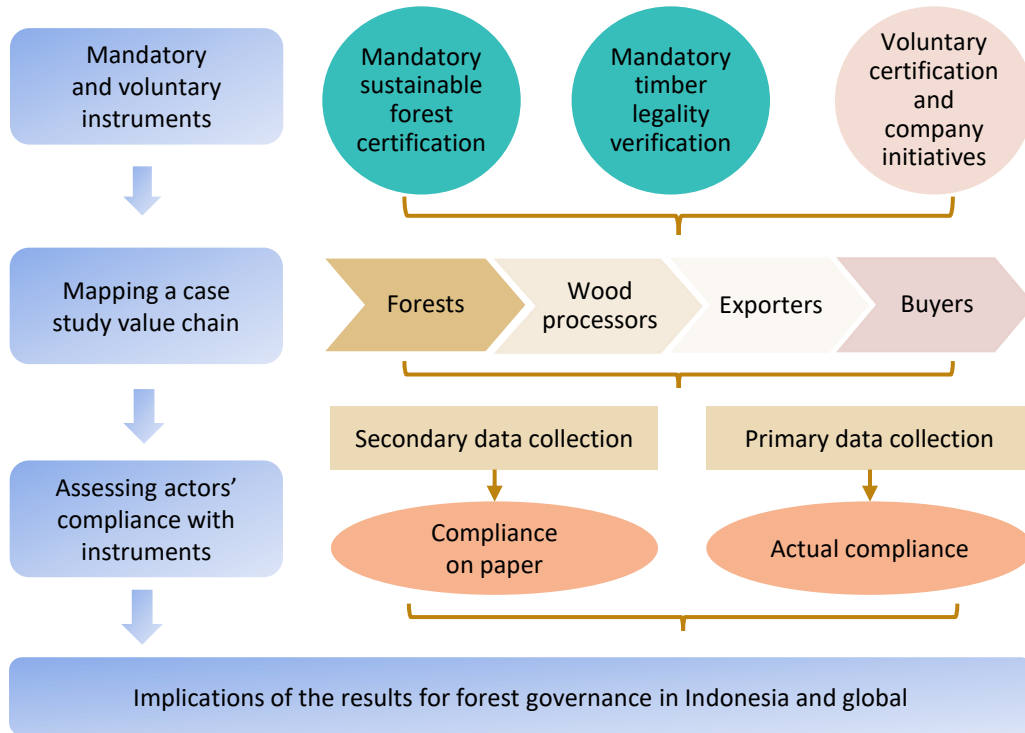 Mandatory
and voluntary
instruments
Mandatory
sustainable
forest
certification
Mandatory
timber
legality
verification
Voluntary
certification
and
company
initiatives
Mapping a case
study value chain
Forests
Wood
processors
Exporters
Buyers
Assessing actors’
compliance with
instruments
Secondary data collection
Primary data collection
Compliance
on paper
Actual compliance
Implications of the results for forest governance in Indonesia and global